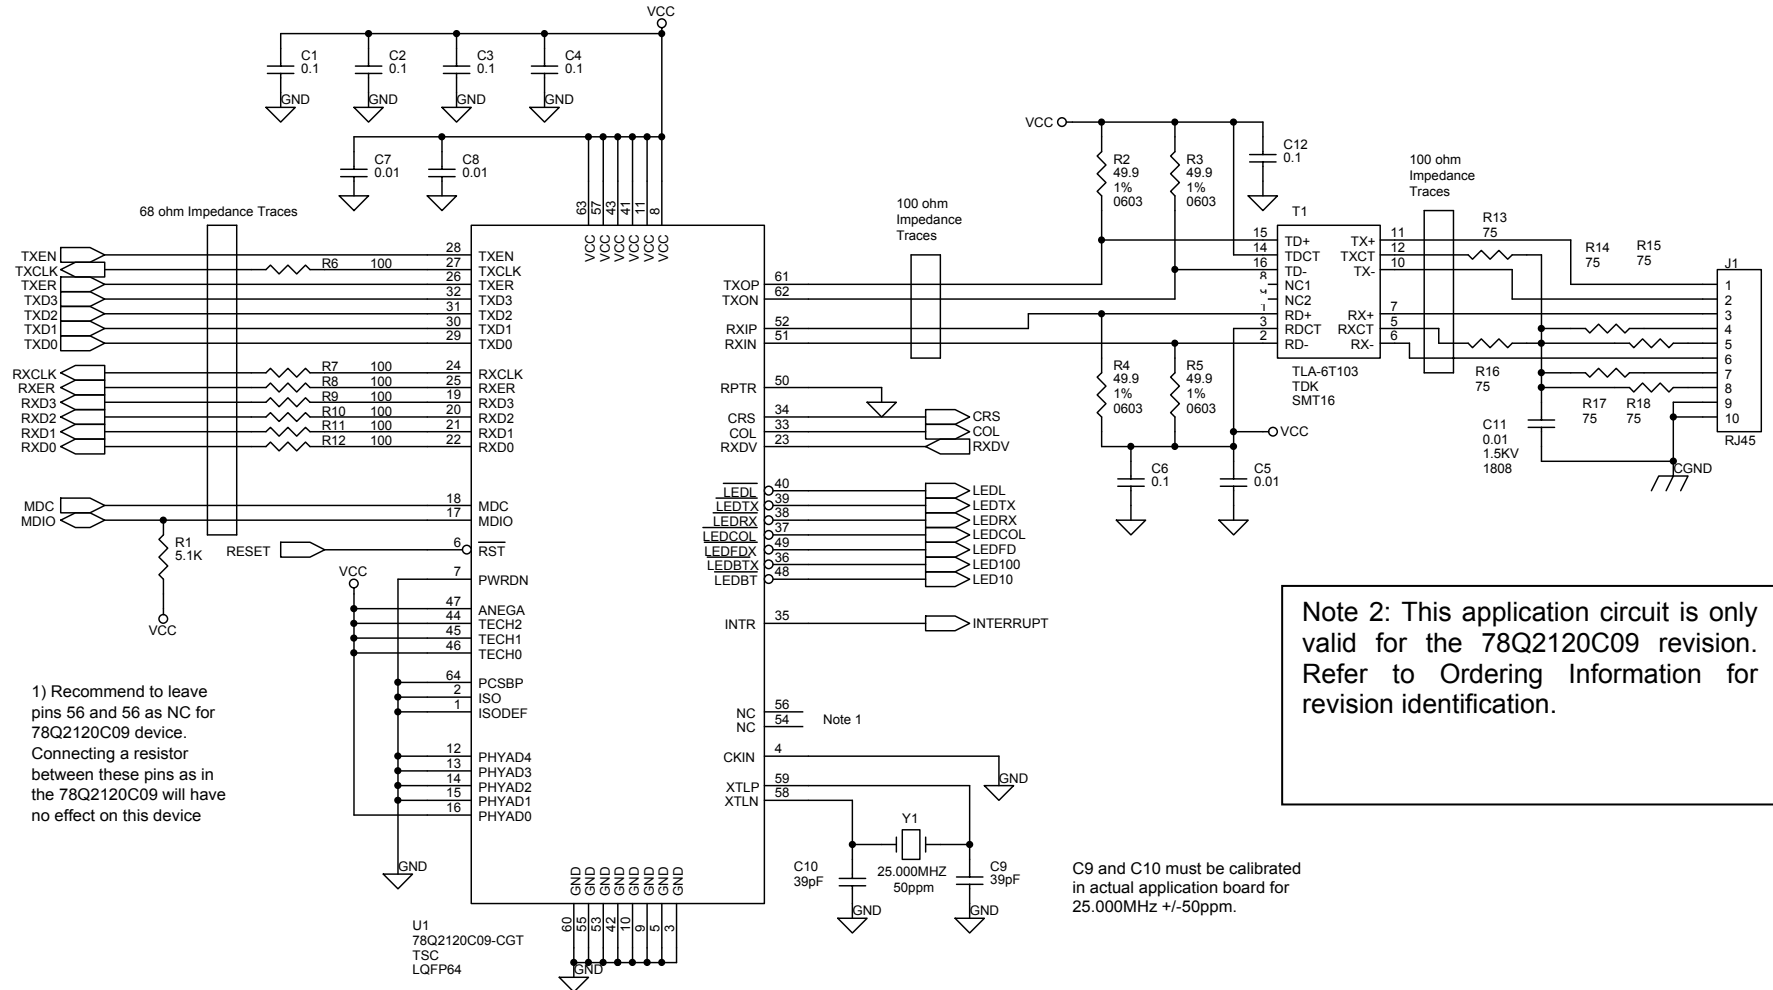 VCC
C1
0.1
GND
C2
0.1
GND
C3
0.1
GND
C4
0.1
GND
C7
0.01
C8
0.01
68 ohm Impedance Traces
63
57
43
41
11
8
VCC
VCC
VCC
VCC
VCC
VCC
TXEN
TXCLK
TXER
TXD3
TXD2
TXD1
TXD0
R6 100
28
27
26
32
31
30
29
TXEN
TXCLK
TXER
TXD3
TXD2
TXD1
TXD0
RXCLK
RXER
RXD3
RXD2
RXD1
RXD0
R7 100
R8 100
R9 100
R10 100
R11 100
R12 100
24
25
19
20
21
22
RXCLK
RXER
RXD3
RXD2
RXD1
RXD0
MDC
MDIO
18
17
MDC
MDIO
R1
5.1K
VCC
RESET
6
RST
VCC
7
PWRDN
47
44
45
46
ANEGA
TECH2
TECH1
TECH0
64
2
1
PCSBP
ISO
ISODEF
12
13
14
15
16
PHYAD4
PHYAD3
PHYAD2
PHYAD1
PHYAD0
GND
1) Recommend to leave
pins 56 and 56 as NC for
78Q2120C09 device.
Connecting a resistor
between these pins as in
the 78Q2120C09 will have
no effect on this device
GND
GND
GND
GND
GND
GND
GND
GND
60
55
53
42
10
9
5
3
GND
U1
78Q2120C09-CGT
TSC
LQFP64
TXOP
TXON
61
62
RXIP
RXIN
52
51
RPTR
50
CRS
COL
RXDV
34
33
23
CRS
COL
RXDV
LEDL
LEDTX
LEDRX
LEDCOL
LEDFDX
LEDBTX
LEDBT
40
39
38
37
49
36
48
LEDL
LEDTX
LEDRX
LEDCOL
LEDFD
LED100
LED10
INTR
35
INTERRUPT
NC
NC
56
54
Note 1
CKIN
4
GND
XTLP
XTLN
59
58
Y1
25.000MHZ
50ppm
C10
39pF
GND
C9
39pF
GND
C9 and C10 must be calibrated
in actual application board for
25.000MHz +/-50ppm.
100 ohm
Impedance
Traces
VCC
R2
49.9
1%
0603
R3
49.9
1%
0603
C12
0.1
R4
49.9
1%
0603
R5
49.9
1%
0603
VCC
C6
0.1
C5
0.01
T1
15
14
16
1
3
2
TD+
TDCT
TD-
NC1
NC2
RD+
RDCT
RD-
TX+
TXCT
TX-
RX+
RXCT
RX-
11
12
10
7
5
6
TLA-6T103
TDK
SMT16
100 ohm
Impedance
Traces
R13
75
R14
75
R15
75
R16
75
R17
75
R18
75
C11
0.01
1.5KV
1808
CGND
J1
1
2
3
4
5
6
7
8
9
10
RJ45
Note 2: This application circuit is only
valid for the 78Q2120C09 revision.
Refer to Ordering Information for
revision identification.